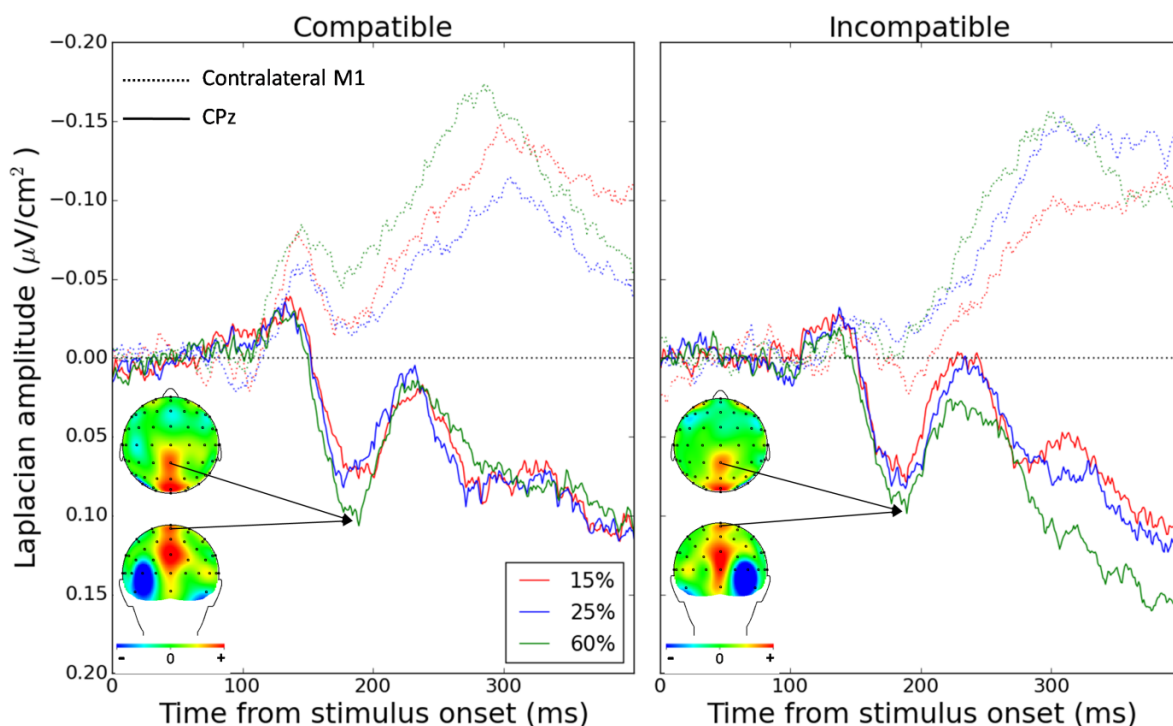 Compatible
Incompatible
−0.20
−0.15
−0.10
−0.05
0.00
0.05
0.10
0.15
0.20
Laplacian amplitude (μV/cm² )
Contralateral M1
CPz
- 0 +
15%
25%
60%
- 0 +
0 100 200 300
0 100 200 300
Time from stimulus onset (ms)
Time from stimulus onset (ms)